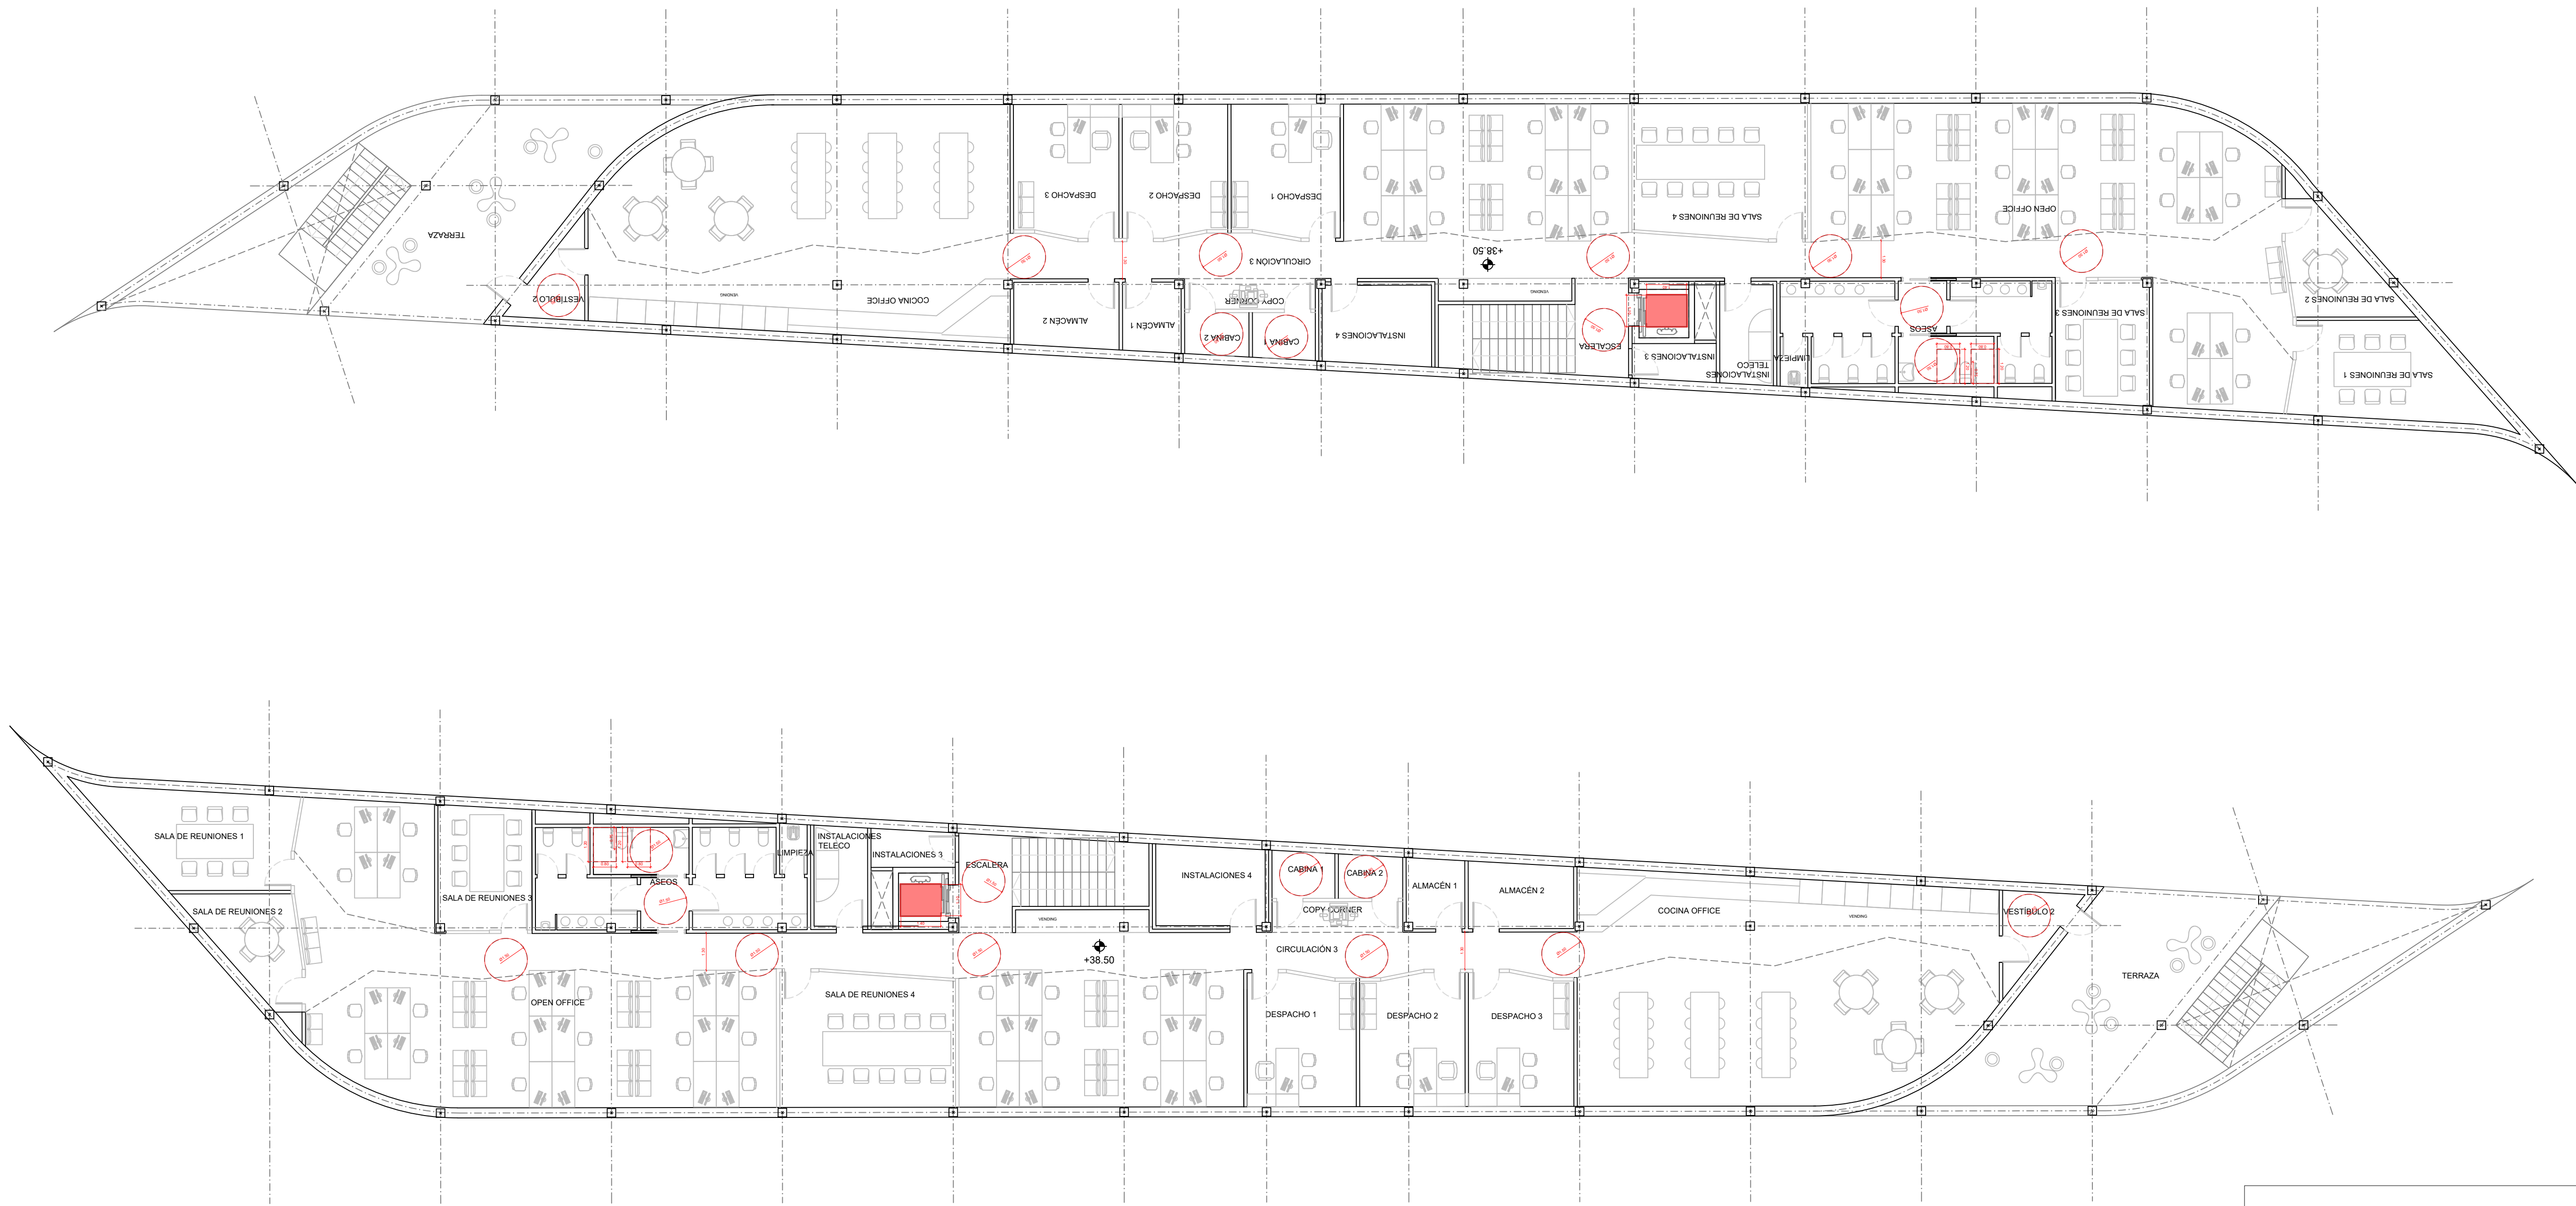 DESPACHO 3
DESPACHO 2
DESPACHO 1
SALA DE REUNIONES 4
OPEN OFFICE
TERRAZA
+38.50
CIRCULACIÓN 3
VESTÍBULO 2
VENDING
COCINA OFFICE
COPY CORNER
VENDING
SALA DE REUNIONES 2
ALMACÉN 2
ALMACÉN 1
CABINA 2
CABINA 1
INSTALACIONES 4
ESCALERA
INSTALACIONES 3
INSTALACIONES
TELECO
LIMPIEZA
ASEOS
SALA DE REUNIONES 3
SALA DE REUNIONES 1
SALA DE REUNIONES 1
SALA DE REUNIONES 2
SALA DE REUNIONES 3
ASEOS
LIMPIEZA
INSTALACIONES
TELECO
INSTALACIONES 3
ESCALERA
VENDING
INSTALACIONES 4
CABINA 1
CABINA 2
COPY CORNER
ALMACÉN 1
ALMACÉN 2
COCINA OFFICE
VENDING
VESTÍBULO 2
CIRCULACIÓN 3
+38.50
TERRAZA
OPEN OFFICE
SALA DE REUNIONES 4
DESPACHO 1
DESPACHO 2
DESPACHO 3